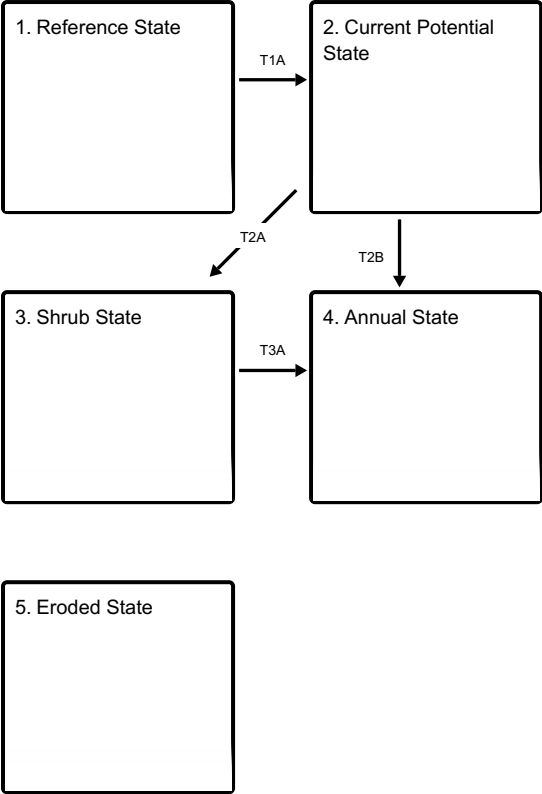 1. Reference State
T1A
2. Current Potential
State
T2A
T2B
3. Shrub State
T3A
4. Annual State
5. Eroded State